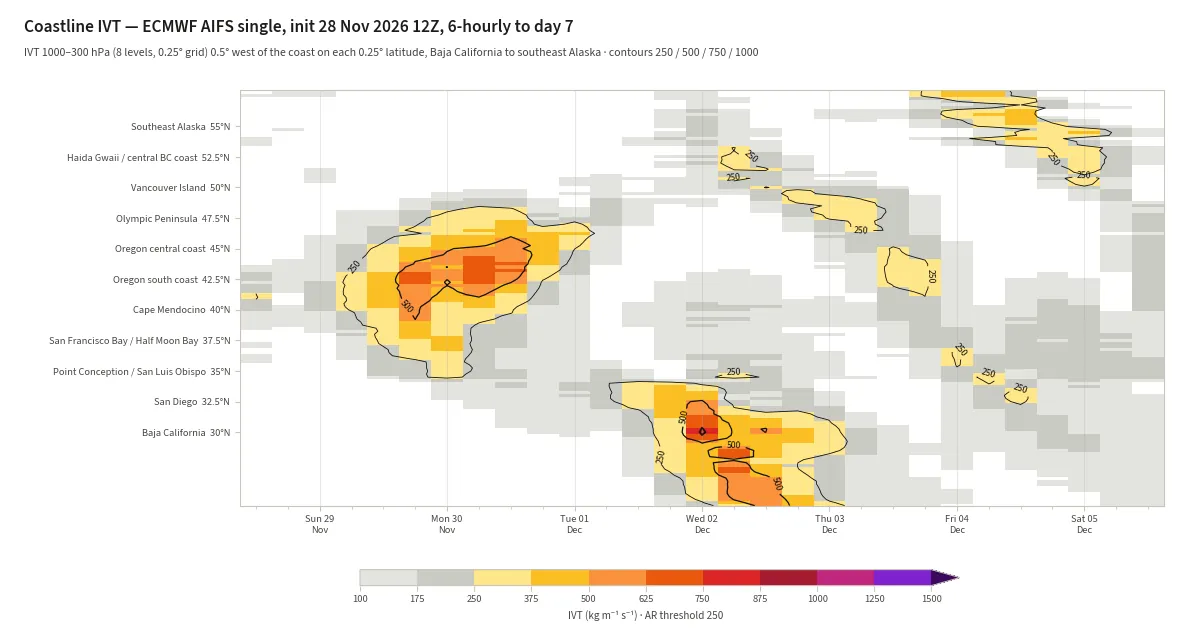 Coastline IVT — ECMWF AIFS single, init 28 Nov 2026 12Z, 6-hourly to day 7
IVT 1000–300 hPa (8 levels, 0.25° grid) 0.5° west of the coast on each 0.25° latitude, Baja California to southeast Alaska · contours 250 / 500 / 750 / 1000
Southeast Alaska 55°N
Haida Gwaii / central BC coast 52.5°N
Vancouver Island 50°N
Olympic Peninsula 47.5°N
Oregon central coast 45°N
Oregon south coast 42.5°N
Cape Mendocino 40°N
San Francisco Bay / Half Moon Bay 37.5°N
Point Conception / San Luis Obispo 35°N
San Diego 32.5°N
Baja California 30°N
250
250
250
250
250
250
250
500
250
250
250
250
500
500
250
500
Sun 29 Mon 30 Tue 01 Wed 02 Thu 03 Fri 04 Sat 05
Nov Nov Dec Dec Dec Dec Dec
100 175 250 375 500 625 750 875 1000 1250 1500
IVT (kg m⁻¹ s⁻¹) · AR threshold 250